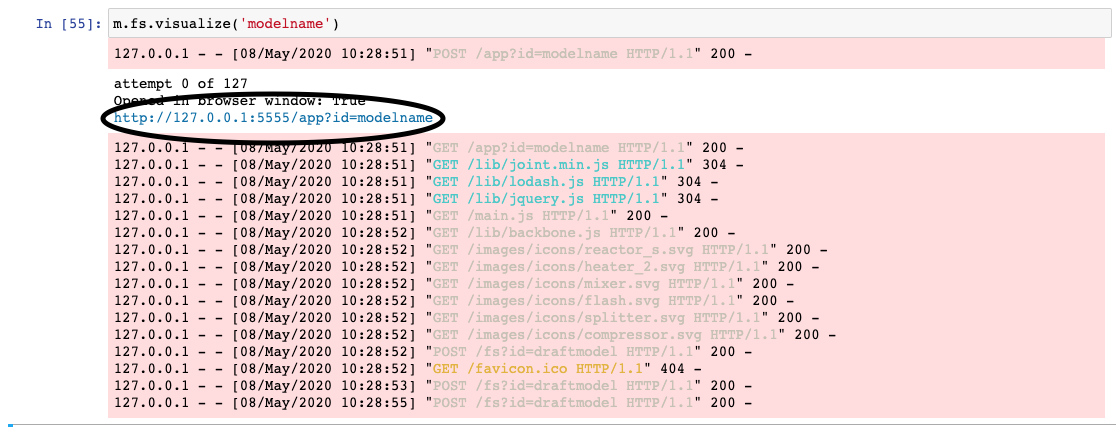 In [55]: m.fs.visualize('modelname')
127.0.0.1 - - [08/May/2020 10:28:51] "POST /app?id=modelname HTTP/1.1" 200 -
attempt 0 of 127
Opened in browser window: True
http://127.0.0.1:5555/app?id=modelname
127.0.0.1 - - [08/May/2020 10:28:51] "GET /app?id=modelname HTTP/1.1" 200 -
127.0.0.1 - - [08/May/2020 10:28:51] "GET /lib/joint.min.js HTTP/1.1" 304 -
127.0.0.1 - - [08/May/2020 10:28:51] "GET /lib/lodash.js HTTP/1.1" 304 -
127.0.0.1 - - [08/May/2020 10:28:51] "GET /lib/jquery.js HTTP/1.1" 304 -
127.0.0.1 - - [08/May/2020 10:28:51] "GET /main.js HTTP/1.1" 200 -
127.0.0.1 - - [08/May/2020 10:28:52] "GET /lib/backbone.js HTTP/1.1" 200 -
127.0.0.1 - - [08/May/2020 10:28:52] "GET /images/icons/reactor_s.svg HTTP/1.1" 200 -
127.0.0.1 - - [08/May/2020 10:28:52] "GET /images/icons/heater_2.svg HTTP/1.1" 200 -
127.0.0.1 - - [08/May/2020 10:28:52] "GET /images/icons/mixer.svg HTTP/1.1" 200 -
127.0.0.1 - - [08/May/2020 10:28:52] "GET /images/icons/flash.svg HTTP/1.1" 200 -
127.0.0.1 - - [08/May/2020 10:28:52] "GET /images/icons/splitter.svg HTTP/1.1" 200 -
127.0.0.1 - - [08/May/2020 10:28:52] "GET /images/icons/compressor.svg HTTP/1.1" 200 -
127.0.0.1 - - [08/May/2020 10:28:52] "POST /fs?id=draftmodel HTTP/1.1" 200 -
127.0.0.1 - - [08/May/2020 10:28:52] "GET /favicon.ico HTTP/1.1" 404 -
127.0.0.1 - - [08/May/2020 10:28:53] "POST /fs?id=draftmodel HTTP/1.1" 200 -
127.0.0.1 - - [08/May/2020 10:28:55] "POST /fs?id=draftmodel HTTP/1.1" 200 -